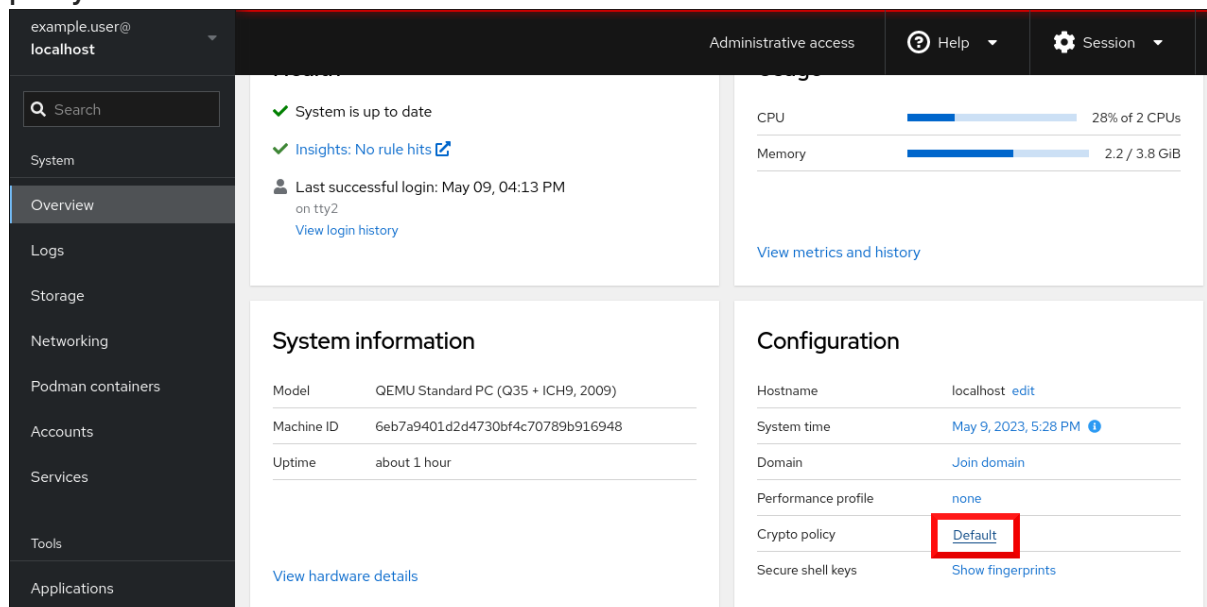 example.user@
localhost
Administrative access
Help
Session
Search
System
Overview
Logs
Storage
Networking
Podman containers
Accounts
Services
Tools
Applications
System is up to date
Insights: No rule hits
Last successful login: May 09, 04:13 PM
on tty2
View login history
CPU 28% of 2 CPUs
Memory 2.2 / 3.8 GiB
View metrics and history
System information
Model QEMU Standard PC (Q35 + ICH9, 2009)
Machine ID 6eb7a9401d2d4730bf4c70789b916948
Uptime about 1 hour
View hardware details
Configuration
Hostname localhost edit
System time May 9, 2023, 5:28 PM
Domain Join domain
Performance profile none
Crypto policy Default
Secure shell keys Show fingerprints